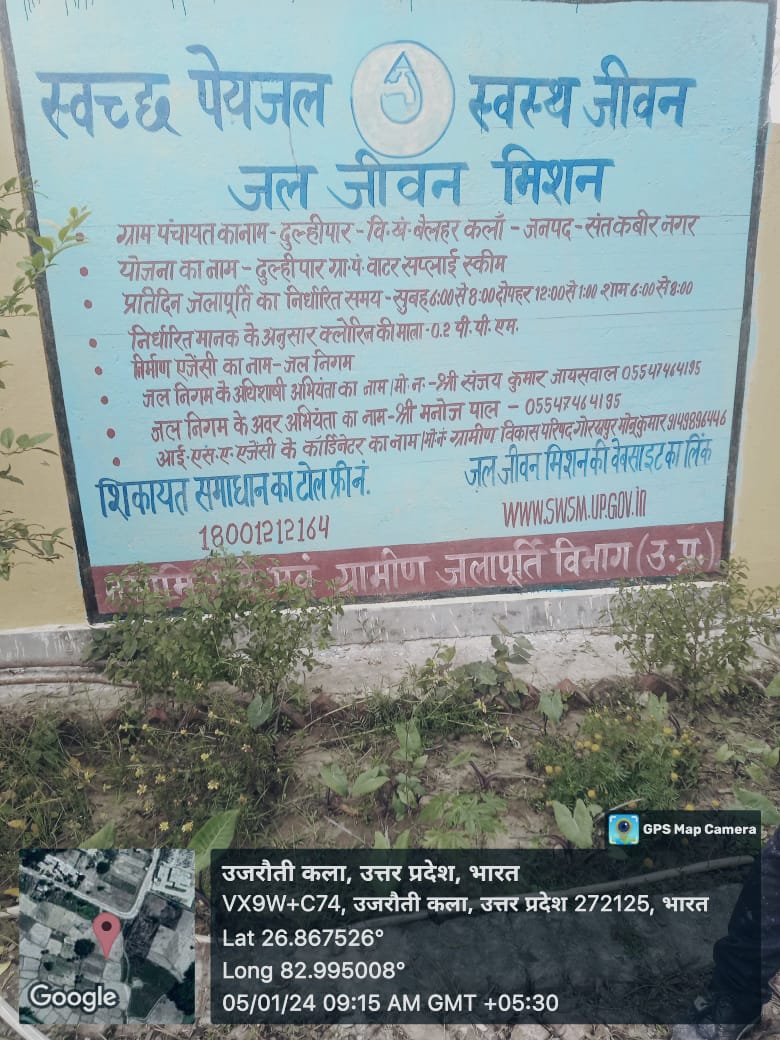 स्वच्छ पेयजल स्वस्थ जीवन
जल जीवन मिशन
ग्राम पंचायत का नाम - दुल्हीपार - वि.खं. बेलहर कलाँ - जनपद - संत कबीर नगर
• योजना का नाम - दुल्हीपार ग्रा.पं. वाटर सप्लाई स्कीम
• प्रतिदिन जलापूर्ति का निर्धारित समय - सुबह 6:00 से 8:00 दोपहर 12:00 से 1:00 शाम 6:00 से 8:00
• निर्धारित मानक के अनुसार क्लोरिन की मात्रा - 0.2 पी. पी. एम.
• निर्माण एजेंसी का नाम - जल निगम
• जल निगम के अधिशाषी अभियंता का नाम / मो. न. - श्री संजय कुमार जायसवाल 05547464195
• जल निगम के अवर अभियंता का नाम - श्री मनोज पाल - 05547464195
• आई.एस.ए. एजेंसी के कॉर्डिनेटर का नाम / मो.नं. ग्रामीण विकास परिषद गोरखपुर मोनू कुमार 9149896446
शिकायत समाधान का टोल फ्री नं.
18001212164
जल जीवन मिशन की वेबसाइट का लिंक
WWW.SWSM.UP.GOV.in
एवं ग्रामीण जलापूर्ति विभाग (उ.प्र.)
GPS Map Camera
उजरौती कला, उत्तर प्रदेश, भारत
VX9W+C74, उजरौती कला, उत्तर प्रदेश 272125, भारत
Lat 26.867526°
Long 82.995008°
05/01/24 09:15 AM GMT +05:30
Google